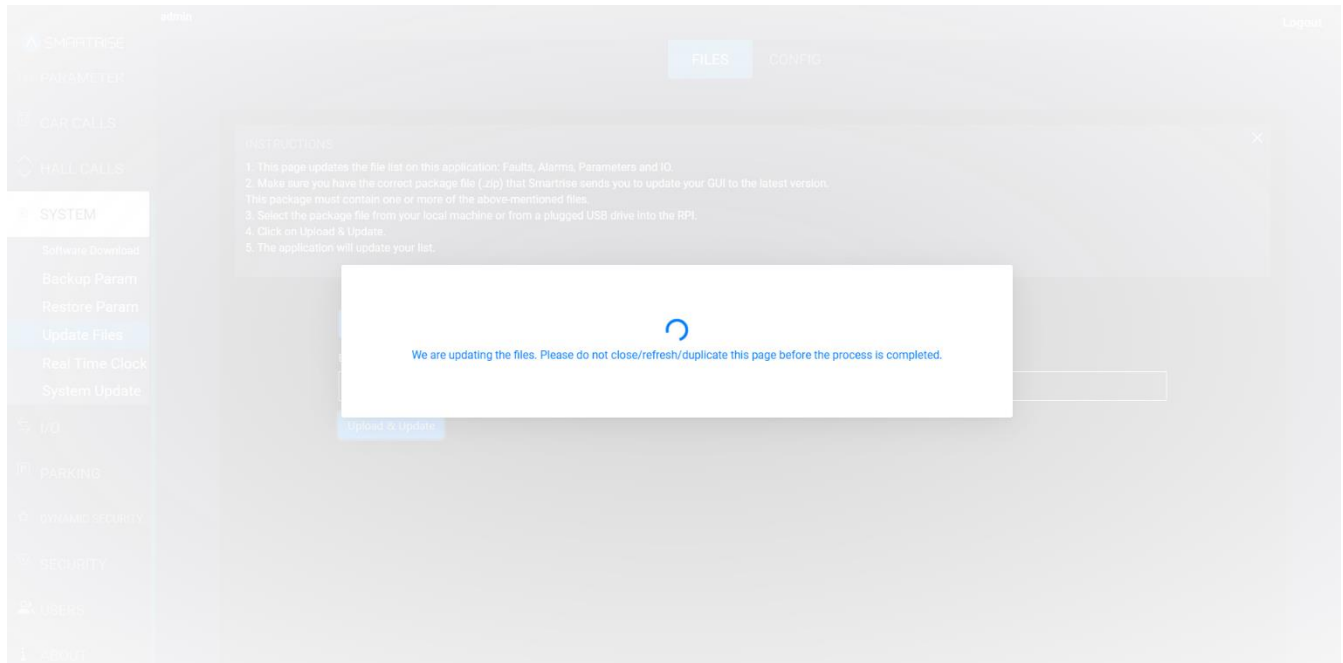 admin
Logout
SMARTRISE
FILES CONFIG
PARAMETER
CAR CALLS
HALL CALLS
SYSTEM
Software Download
Backup Param
Restore Param
Update Files
Real Time Clock
System Update
I/O
PARKING
DYNAMIC SECURITY
SECURITY
USERS
ABOUT
INSTRUCTIONS
1. This page updates the file list on this application: Faults, Alarms, Parameters and IO.
2. Make sure you have the correct package file (.zip) that Smartrise sends you to update your GUI to the latest version.
This package must contain one or more of the above-mentioned files.
3. Select the package file from your local machine or from a plugged USB drive into the RPI.
4. Click on Upload & Update.
5. The application will update your list.
We are updating the files. Please do not close/refresh/duplicate this page before the process is completed.
Upload & Update